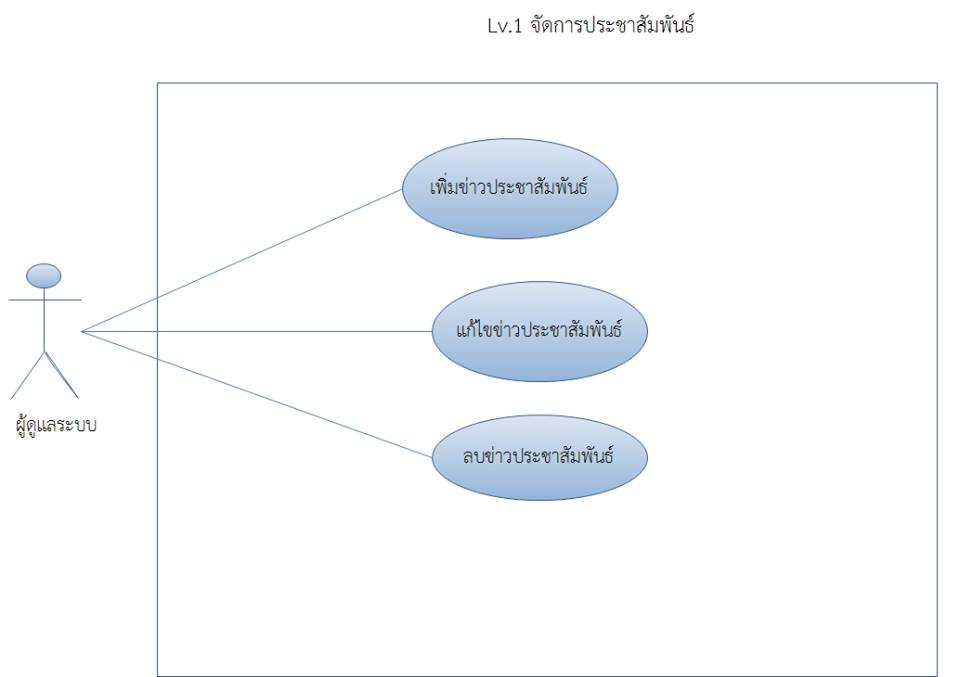 Lv.1 จัดการประชาสัมพันธ์
เพิ่มข่าวประชาสัมพันธ์
แก้ไขข่าวประชาสัมพันธ์
ผู้ดูแลระบบ
ลบข่าวประชาสัมพันธ์